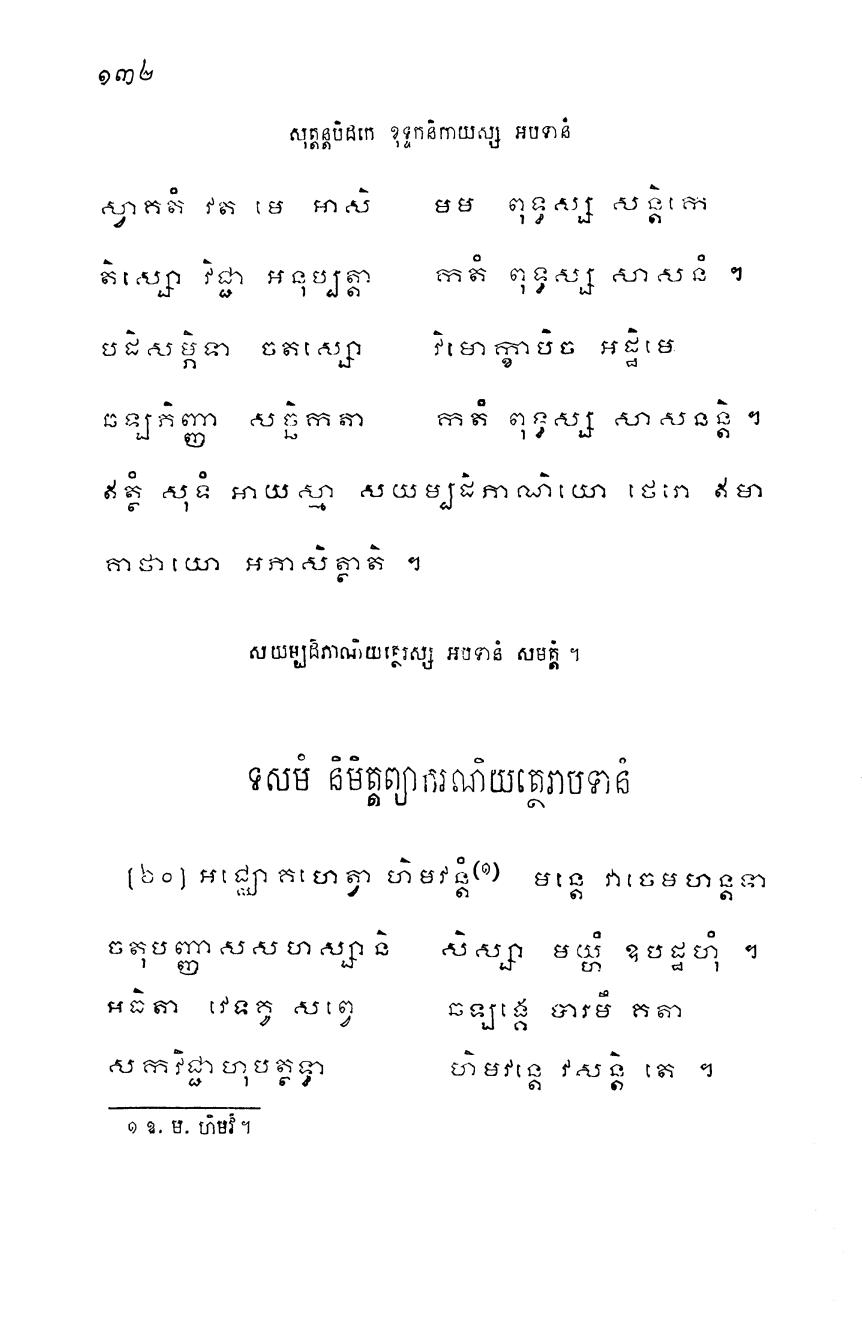 ១៣២
សុត្តន្តបិដកេ ខុទ្ទកនិកាយស្ស អបទានំ
ស្វាគតំ វត មេ អាសិ មម ពុទ្ធស្ស សន្តិកេ
តិស្សោ វិជ្ជា អនុប្បត្តា កតំ ពុទ្ធស្ស សាសនំ ។
បដិសម្ភិទា ចតស្សោ វិមោក្ខាបិច អដ្ឋិមេ
ឆឡភិញ្ញា សច្ឆិកតា កតំ ពុទ្ធស្ស សាសនន្តិ ។
ឥត្ថំ សុទំ អាយស្មា សយម្បដិភាណិយោ ថេរោ ឥមា
គាថាយោ អភាសិត្ថាតិ ។
សយម្បដិភាណិយត្ថេរស្ស អបទានំ សមត្តំ ។
ទសមំ និមិត្តព្យាករណិយត្ថេរាបទានំ
[៦០] អជ្ឈោគហេត្វា ហិមវន្តំ(១) មន្តេ វាចេមហន្តទា
ចតុបញ្ញាសសហស្សានិ សិស្សា មយ្ហំ ឧបដ្ឋហុំ ។
អធិតា វេទគូ សព្វេ ឆឡង្គេ បារមឹ គតា
សកវិជ្ជាហុបត្ថទ្ធា ហិមវន្តេ វសន្តិ តេ ។
១ ឧ. ម. ហិមវំ ។